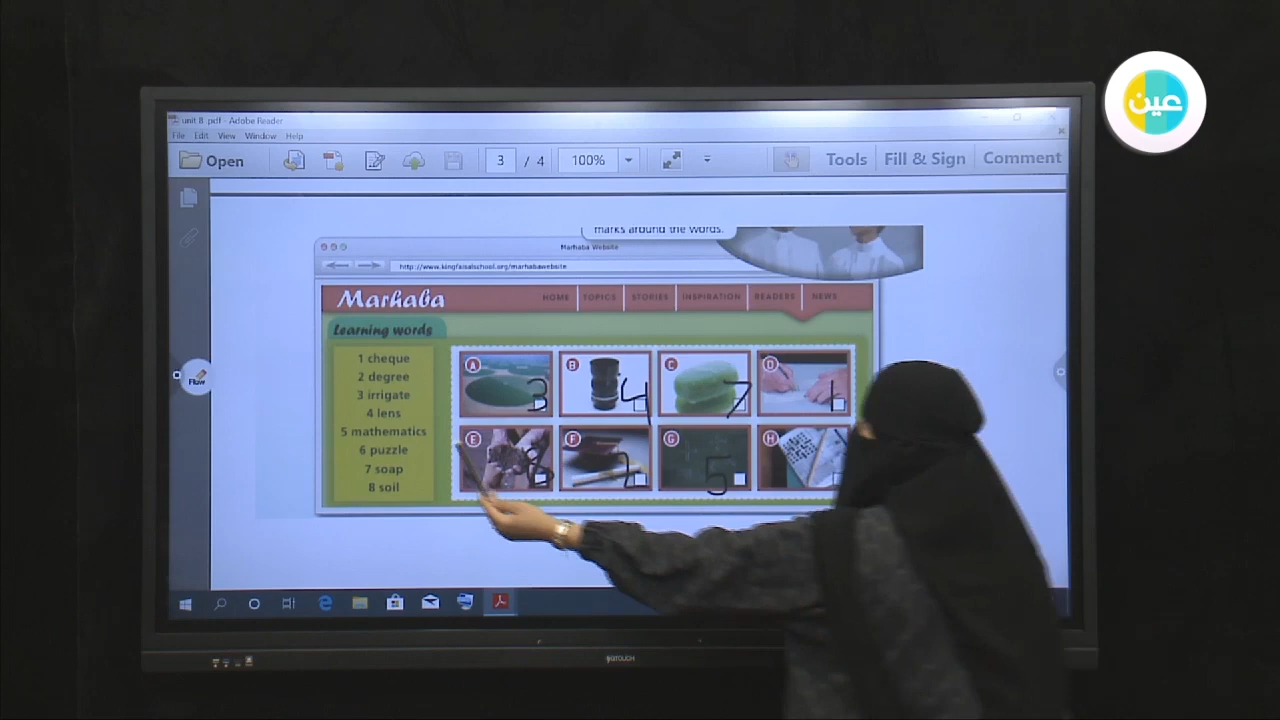 عين
unit 8 .pdf - Adobe Reader
File Edit View Window Help
Open 3 / 4 100% Tools Fill & Sign Comment
marks around the words.
Marhaba Website
http://www.kingfaisalschool.org/marhabawebsite
Marhaba HOME TOPICS STORIES INSPIRATION READERS NEWS
Learning words
1 cheque
2 degree
3 irrigate
4 lens
5 mathematics
6 puzzle
7 soap
8 soil
A 3 B 4 C 7 D 1
E 8 F 2 G 5 H
Flow